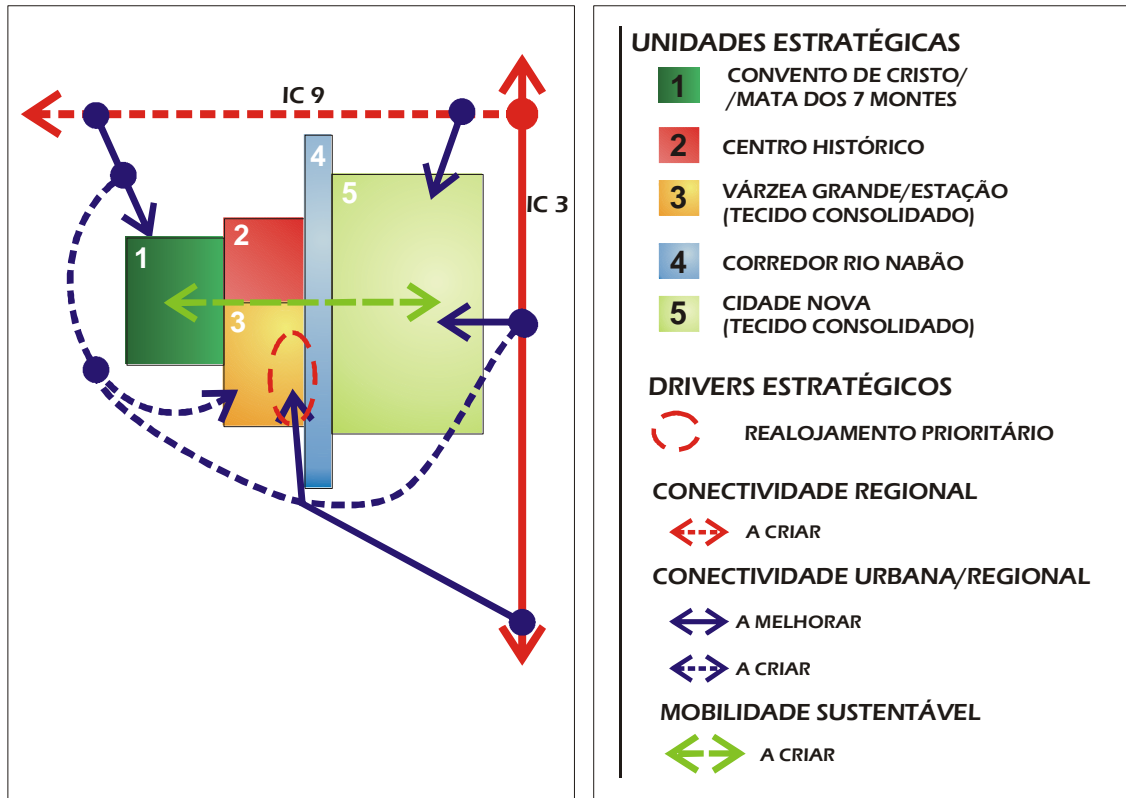 IC 9
IC 3
1
2
3
4
5
UNIDADES ESTRATÉGICAS
1
CONVENTO DE CRISTO/
/MATA DOS 7 MONTES
2
CENTRO HISTÓRICO
3
VÁRZEA GRANDE/ESTAÇÃO
(TECIDO CONSOLIDADO)
4
CORREDOR RIO NABÃO
5
CIDADE NOVA
(TECIDO CONSOLIDADO)
DRIVERS ESTRATÉGICOS
REALOJAMENTO PRIORITÁRIO
CONECTIVIDADE REGIONAL
A CRIAR
CONECTIVIDADE URBANA/REGIONAL
A MELHORAR
A CRIAR
MOBILIDADE SUSTENTÁVEL
A CRIAR